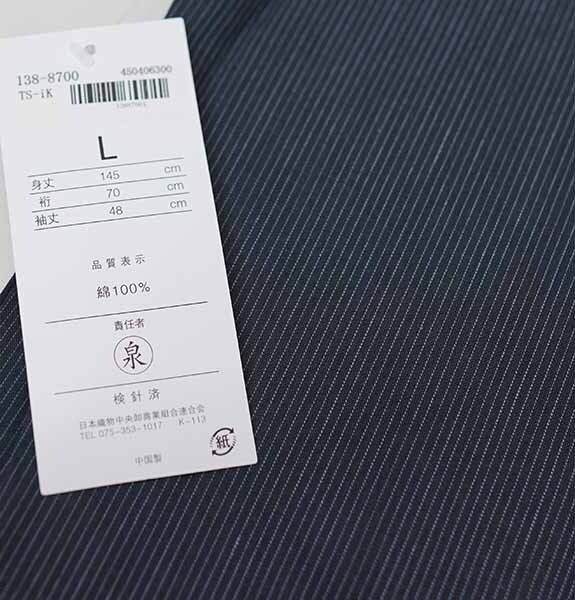 138-8700 450406300
TS-iK
L
身丈 145 cm
裄 70 cm
袖丈 48 cm
品質表示
綿100%
責任者
泉
検針済
日本織物中央卸商業組合連合会
TEL 075-353-1017 K-113
紙
中国製